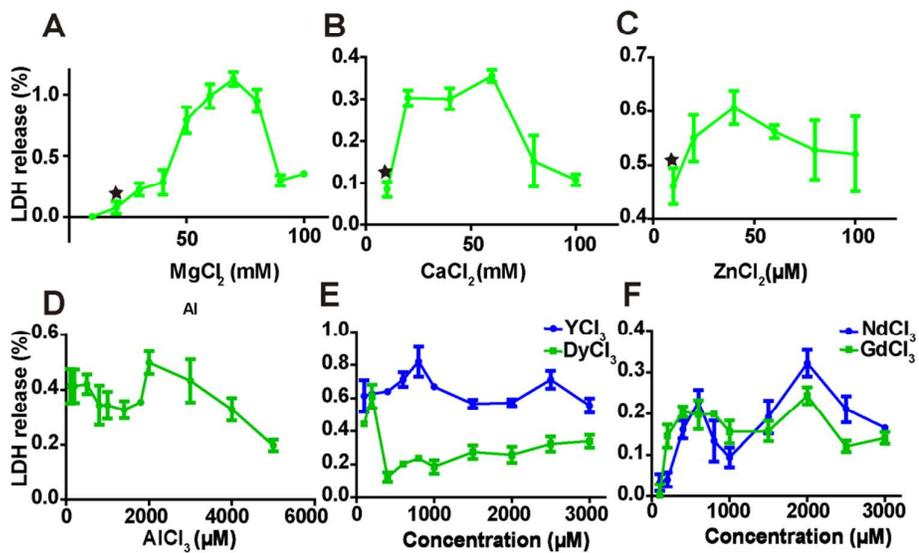 A
B
C
LDH release (%)
1.0
0.5
0.0
50
100
MgCl2 (mM)
0.4
0.3
0.2
0.1
0.0
0
50
100
CaCl2 (mM)
0.7
0.6
0.5
0.4
0
50
100
ZnCl2 (μM)
D
E
F
Al
LDH release (%)
0.6
0.4
0.2
0.0
0
2000
4000
6000
AlCl3 (μM)
YCl3
DyCl3
1.0
0.8
0.6
0.4
0.2
0.0
0
1000
2000
3000
Concentration (μM)
NdCl3
GdCl3
0.4
0.3
0.2
0.1
0.0
0
1000
2000
3000
Concentration (μM)